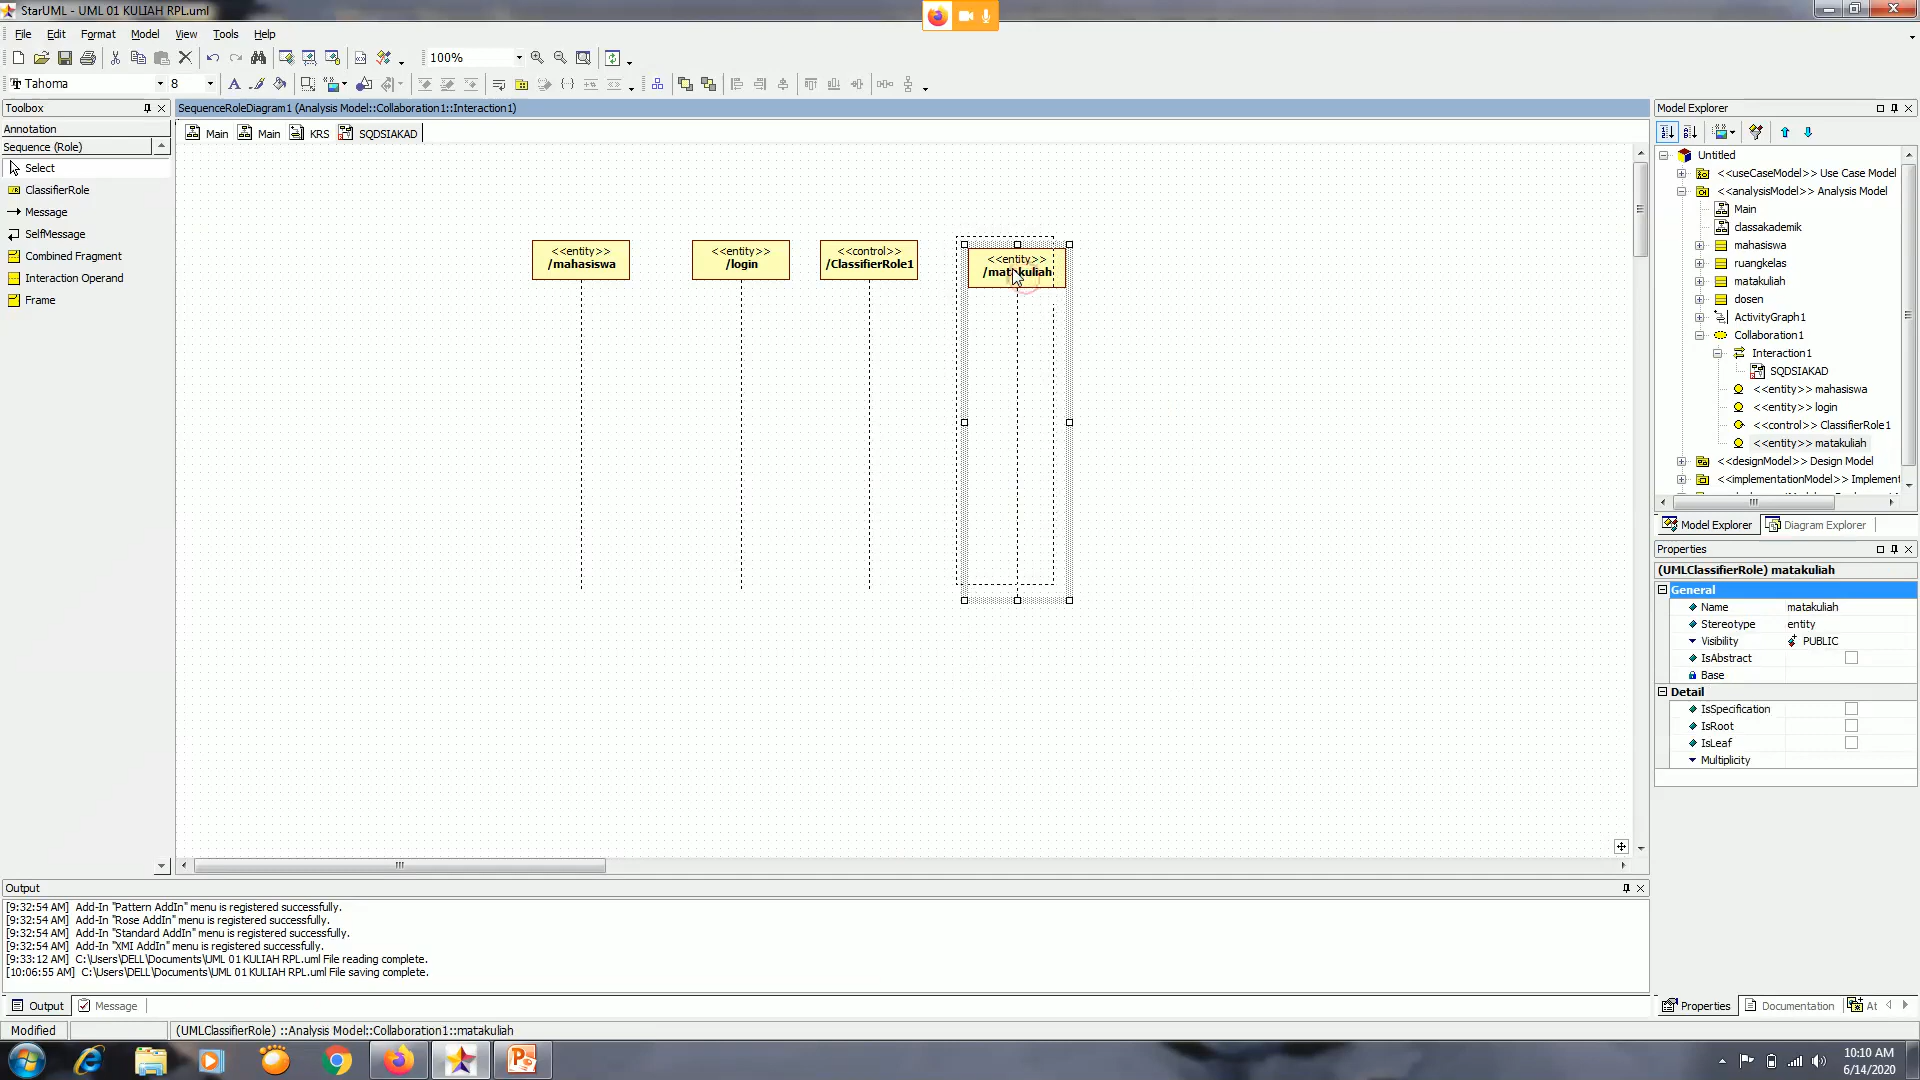 StarUML - UML 01 KULIAH RPL.uml
File Edit Format Model View Tools Help
100%
Tahoma 8
Toolbox
Annotation
Sequence (Role)
Select
ClassifierRole
Message
SelfMessage
Combined Fragment
Interaction Operand
Frame
SequenceRoleDiagram1 (Analysis Model::Collaboration1::Interaction1)
Main Main KRS SQDSIAKAD
<<entity>>
/mahasiswa
<<entity>>
/login
<<control>>
/ClassifierRole1
<<entity>>
/matakuliah
Model Explorer
Untitled
<<useCaseModel>> Use Case Model
<<analysisModel>> Analysis Model
Main
classakademik
mahasiswa
ruangkelas
matakuliah
dosen
ActivityGraph1
Collaboration1
Interaction1
SQDSIAKAD
<<entity>> mahasiswa
<<entity>> login
<<control>> ClassifierRole1
<<entity>> matakuliah
<<designModel>> Design Model
<<implementationModel>> Implement
Model Explorer Diagram Explorer
Properties
(UMLClassifierRole) matakuliah
General
Name matakuliah
Stereotype entity
Visibility PUBLIC
IsAbstract
Base
Detail
IsSpecification
IsRoot
IsLeaf
Multiplicity
Properties Documentation At
Output
[9:32:54 AM] Add-In "Pattern AddIn" menu is registered successfully.
[9:32:54 AM] Add-In "Rose AddIn" menu is registered successfully.
[9:32:54 AM] Add-In "Standard AddIn" menu is registered successfully.
[9:32:54 AM] Add-In "XMI AddIn" menu is registered successfully.
[9:33:12 AM] C:\Users\DELL\Documents\UML 01 KULIAH RPL.uml File reading complete.
[10:06:55 AM] C:\Users\DELL\Documents\UML 01 KULIAH RPL.uml File saving complete.
Output Message
Modified (UMLClassifierRole) ::Analysis Model::Collaboration1::matakuliah
10:10 AM
6/14/2020